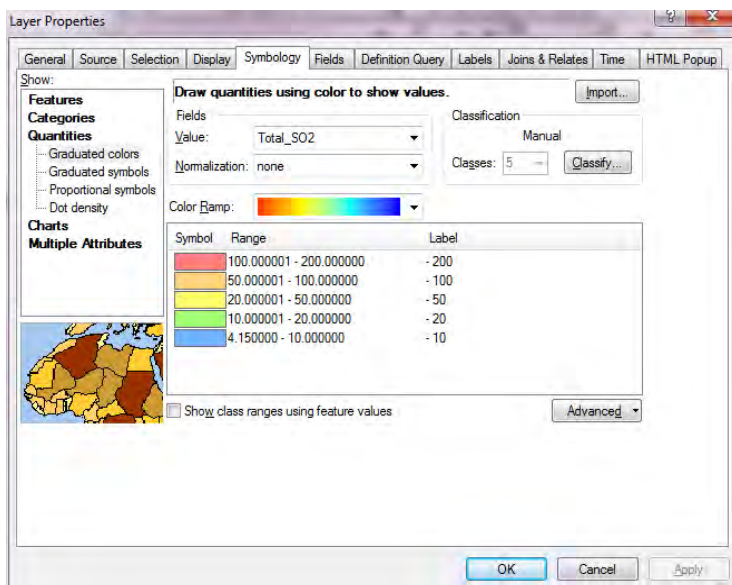 Layer Properties
General Source Selection Display Symbology Fields Definition Query Labels Joins & Relates Time HTML Popup
Show:
Features
Categories
Quantities
Graduated colors
Graduated symbols
Proportional symbols
Dot density
Charts
Multiple Attributes
Draw quantities using color to show values.
Import...
Fields
Value: Total_SO2
Normalization: none
Classification
Manual
Classes: 5 Classify...
Color Ramp:
Symbol Range Label
100.000001 - 200.000000 - 200
50.000001 - 100.000000 - 100
20.000001 - 50.000000 - 50
10.000001 - 20.000000 - 20
4.150000 - 10.000000 - 10
Show class ranges using feature values
Advanced
OK Cancel Apply